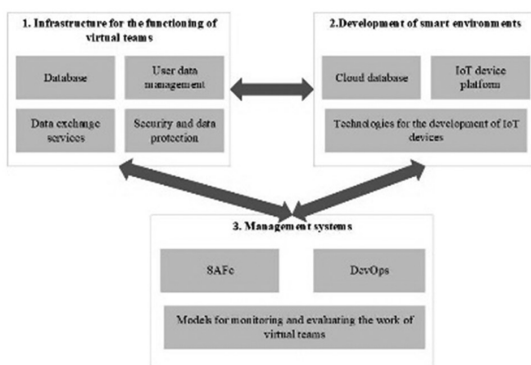 1. Infrastructure for the functioning of
virtual teams
Database
User data
management
Data exchange
services
Security and data
protection
2.Development of smart environments
Cloud database
IoT device
platform
Technologies for the development of IoT
devices
3. Management systems
SAFe
DevOps
Models for monitoring and evaluating the work of
virtual teams